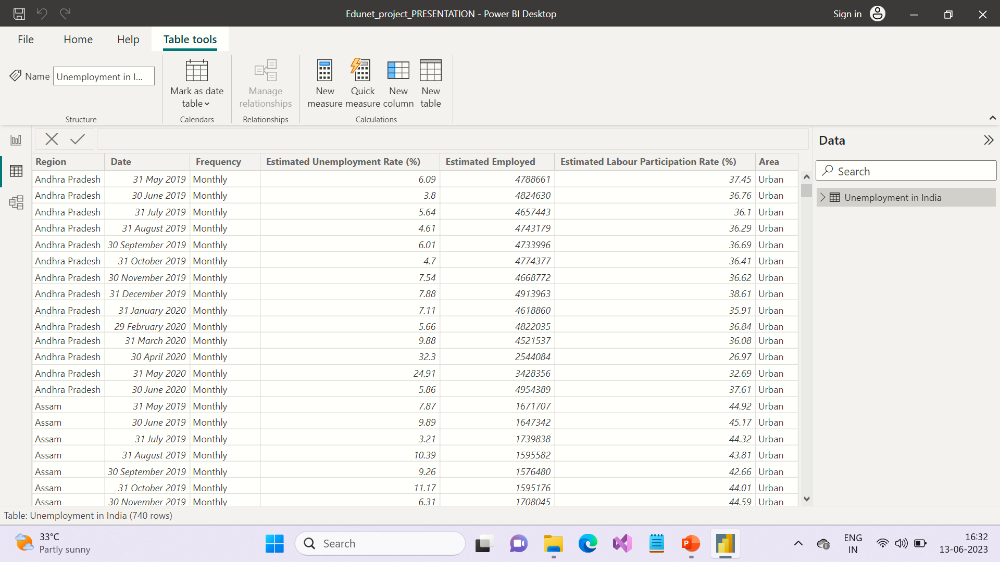 Edunet_project_PRESENTATION - Power BI Desktop
Sign in
File Home Help Table tools
Name Unemployment in I...
Mark as date table
Manage relationships
New measure
Quick measure
New column
New table
Structure Calendars Relationships Calculations
Data
Search
Unemployment in India
Region Date Frequency Estimated Unemployment Rate (%) Estimated Employed Estimated Labour Participation Rate (%) Area
Andhra Pradesh 31 May 2019 Monthly 6.09 4788661 37.45 Urban
Andhra Pradesh 30 June 2019 Monthly 3.8 4824630 36.76 Urban
Andhra Pradesh 31 July 2019 Monthly 5.64 4657443 36.1 Urban
Andhra Pradesh 31 August 2019 Monthly 4.61 4743179 36.29 Urban
Andhra Pradesh 30 September 2019 Monthly 6.01 4733996 36.69 Urban
Andhra Pradesh 31 October 2019 Monthly 4.7 4774377 36.41 Urban
Andhra Pradesh 30 November 2019 Monthly 7.54 4668772 36.62 Urban
Andhra Pradesh 31 December 2019 Monthly 7.88 4913963 38.61 Urban
Andhra Pradesh 31 January 2020 Monthly 7.11 4618860 35.91 Urban
Andhra Pradesh 29 February 2020 Monthly 5.66 4822035 36.84 Urban
Andhra Pradesh 31 March 2020 Monthly 9.88 4521537 36.08 Urban
Andhra Pradesh 30 April 2020 Monthly 32.3 2544084 26.97 Urban
Andhra Pradesh 31 May 2020 Monthly 24.91 3428356 32.69 Urban
Andhra Pradesh 30 June 2020 Monthly 5.86 4954389 37.61 Urban
Assam 31 May 2019 Monthly 7.87 1671707 44.92 Urban
Assam 30 June 2019 Monthly 9.89 1647342 45.17 Urban
Assam 31 July 2019 Monthly 3.21 1739838 44.32 Urban
Assam 31 August 2019 Monthly 10.39 1595582 43.81 Urban
Assam 30 September 2019 Monthly 9.26 1576480 42.66 Urban
Assam 31 October 2019 Monthly 11.17 1595176 44.01 Urban
Assam 30 November 2019 Monthly 6.31 1708045 44.59 Urban
Table: Unemployment in India (740 rows)
33°C
Partly sunny
Search
P
ENG
IN
16:32
13-06-2023